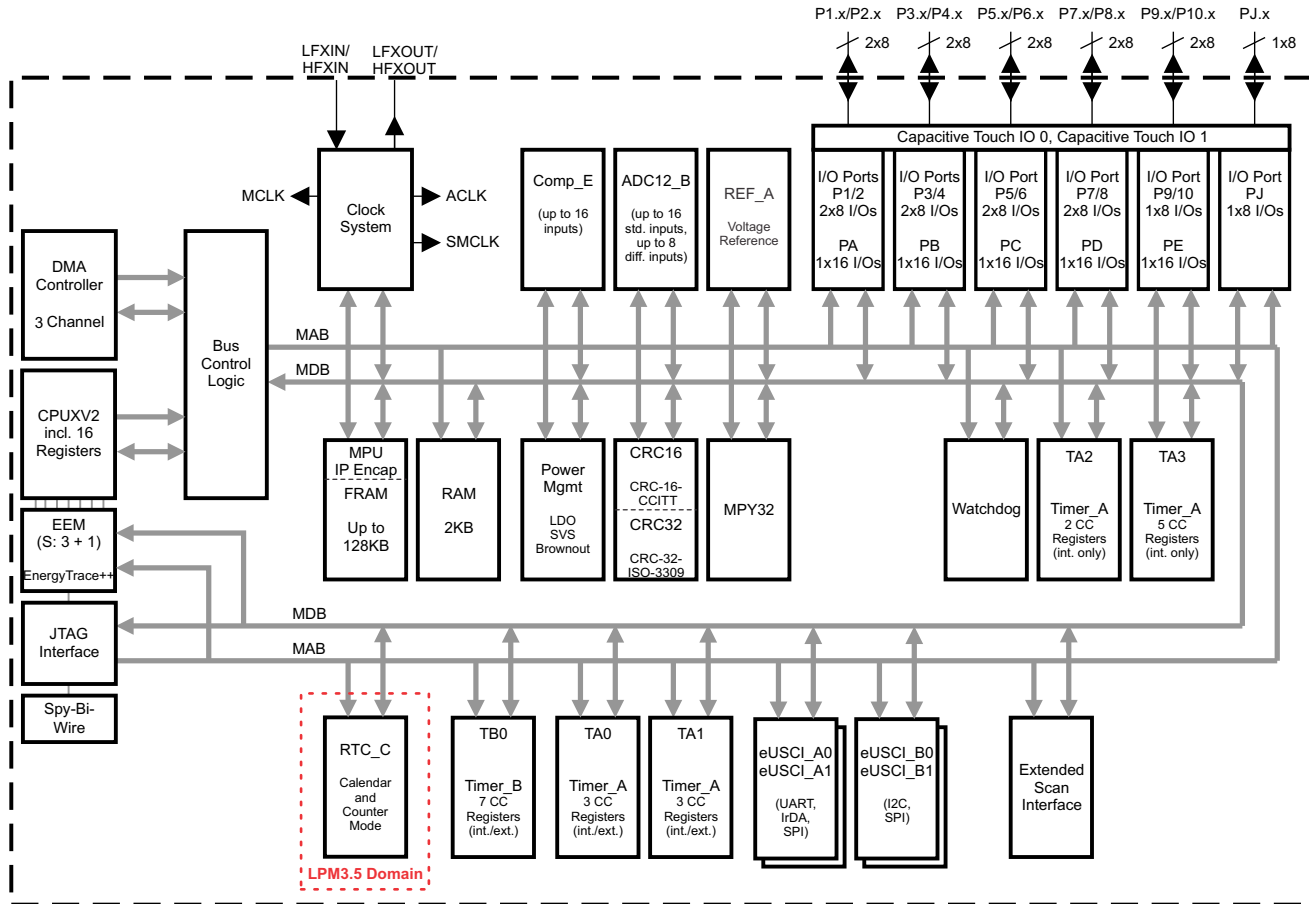 P1.x/P2.x
P3.x/P4.x
P5.x/P6.x
P7.x/P8.x
P9.x/P10.x
PJ.x
2x8
2x8
2x8
2x8
2x8
1x8
LFXIN/
HFXIN
LFXOUT/
HFXOUT
Capacitive Touch IO 0, Capacitive Touch IO 1
MCLK
Clock
System
ACLK
SMCLK
Comp_E
(up to 16
inputs)
ADC12_B
(up to 16
std. inputs,
up to 8
diff. inputs)
REF_A
Voltage
Reference
I/O Ports
P1/2
2x8 I/Os
PA
1x16 I/Os
I/O Ports
P3/4
2x8 I/Os
PB
1x16 I/Os
I/O Port
P5/6
2x8 I/Os
PC
1x16 I/Os
I/O Port
P7/8
2x8 I/Os
PD
1x16 I/Os
I/O Port
P9/10
1x8 I/Os
PE
1x16 I/Os
I/O Port
PJ
1x8 I/Os
DMA
Controller
3 Channel
Bus
Control
Logic
MAB
MDB
CPUXV2
incl. 16
Registers
MPU
IP Encap
FRAM
Up to
128KB
RAM
2KB
Power
Mgmt
LDO
SVS
Brownout
CRC16
CRC-16-
CCITT
CRC32
CRC-32-
ISO-3309
MPY32
Watchdog
TA2
Timer_A
2 CC
Registers
(int. only)
TA3
Timer_A
5 CC
Registers
(int. only)
EEM
(S: 3 + 1)
EnergyTrace++
JTAG
Interface
MDB
MAB
Spy-Bi-
Wire
RTC_C
Calendar
and
Counter
Mode
LPM3.5 Domain
TB0
Timer_B
7 CC
Registers
(int./ext.)
TA0
Timer_A
3 CC
Registers
(int./ext.)
TA1
Timer_A
3 CC
Registers
(int./ext.)
eUSCI_A0
eUSCI_A1
(UART,
IrDA,
SPI)
eUSCI_B0
eUSCI_B1
(I2C,
SPI)
Extended
Scan
Interface